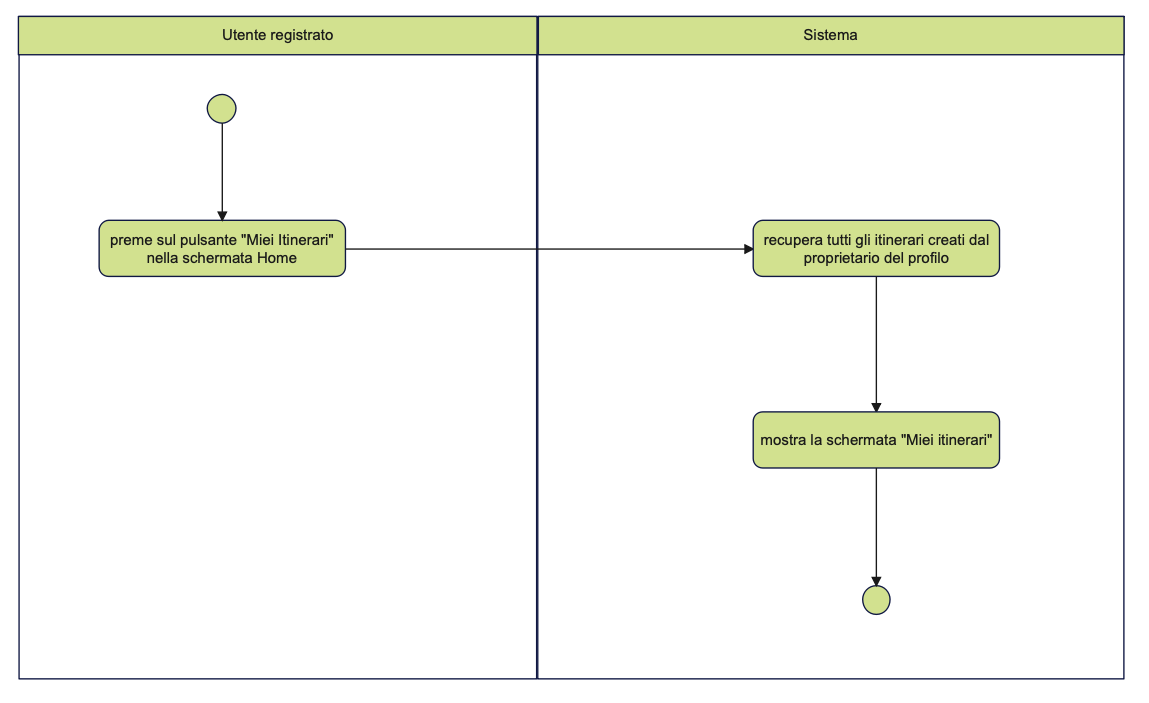 Utente registrato
Sistema
preme sul pulsante "Miei Itinerari"
nella schermata Home
recupera tutti gli itinerari creati dal
proprietario del profilo
mostra la schermata "Miei itinerari"